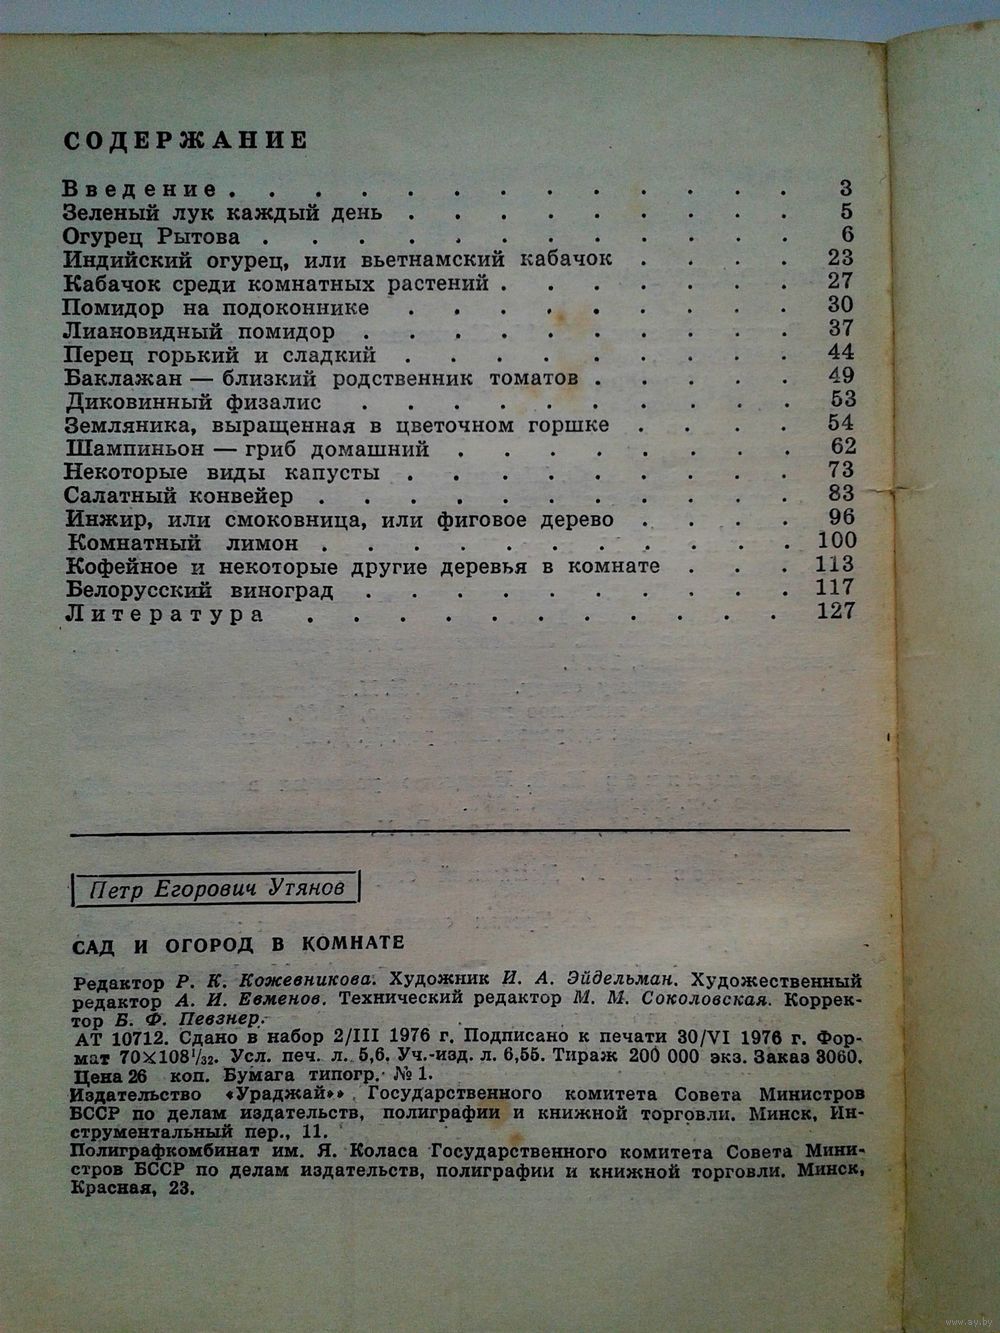 СОДЕРЖАНИЕ
Введение . . . . . . . . . . . . . 3
Зеленый лук каждый день . . . . . . . . . 5
Огурец Рытова . . . . . . . . . . . . 6
Индийский огурец, или вьетнамский кабачок . . . . 23
Кабачок среди комнатных растений . . . . . . . 27
Помидор на подоконнике . . . . . . . . . 30
Лиановидный помидор . . . . . . . . . . 37
Перец горький и сладкий . . . . . . . . . 44
Баклажан — близкий родственник томатов . . . . . 49
Диковинный физалис . . . . . . . . . . 53
Земляника, выращенная в цветочном горшке . . . . 54
Шампиньон — гриб домашний . . . . . . . . 62
Некоторые виды капусты . . . . . . . . . 73
Салатный конвейер . . . . . . . . . . . 83
Инжир, или смоковница, или фиговое дерево . . . . 96
Комнатный лимон . . . . . . . . . . . 100
Кофейное и некоторые другие деревья в комнате . . . 113
Белорусский виноград . . . . . . . . . . 117
Литература . . . . . . . . . . . 127
Петр Егорович Утянов
САД И ОГОРОД В КОМНАТЕ
Редактор Р. К. Кожевникова. Художник И. А. Эйдельман. Художественный
редактор А. И. Евменов. Технический редактор М. М. Соколовская. Коррек-
тор Б. Ф. Певзнер.
АТ 10712. Сдано в набор 2/III 1976 г. Подписано к печати 30/VI 1976 г. Фор-
мат 70×108¹/₃₂. Усл. печ. л. 5,6. Уч.-изд. л. 6,55. Тираж 200 000 экз. Заказ 3060.
Цена 26 коп. Бумага типогр. № 1.
Издательство «Ураджай» Государственного комитета Совета Министров
БССР по делам издательств, полиграфии и книжной торговли. Минск, Ин-
струментальный пер., 11.
Полиграфкомбинат им. Я. Коласа Государственного комитета Совета Мини-
стров БССР по делам издательств, полиграфии и книжной торговли. Минск,
Красная, 23.
www.ay.by